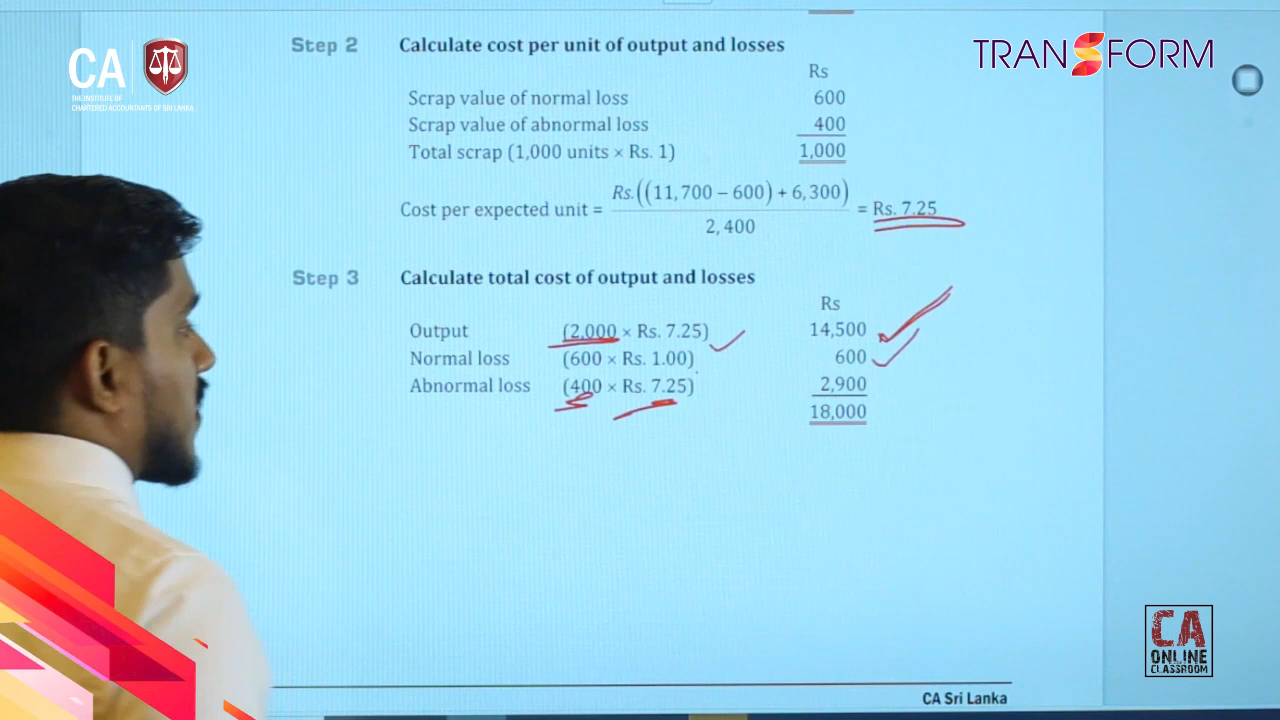 CA
THE INSTITUTE OF
CHARTERED ACCOUNTANTS OF SRI LANKA
TRANSFORM
Step 2 Calculate cost per unit of output and losses
Rs
Scrap value of normal loss 600
Scrap value of abnormal loss 400
Total scrap (1,000 units × Rs. 1) 1,000
Cost per expected unit = Rs.((11,700 – 600) + 6,300) / 2,400 = Rs. 7.25
Step 3 Calculate total cost of output and losses
Rs
Output (2,000 × Rs. 7.25) 14,500
Normal loss (600 × Rs. 1.00) 600
Abnormal loss (400 × Rs. 7.25) 2,900
18,000
CA
ONLINE
CLASSROOM
CA Sri Lanka